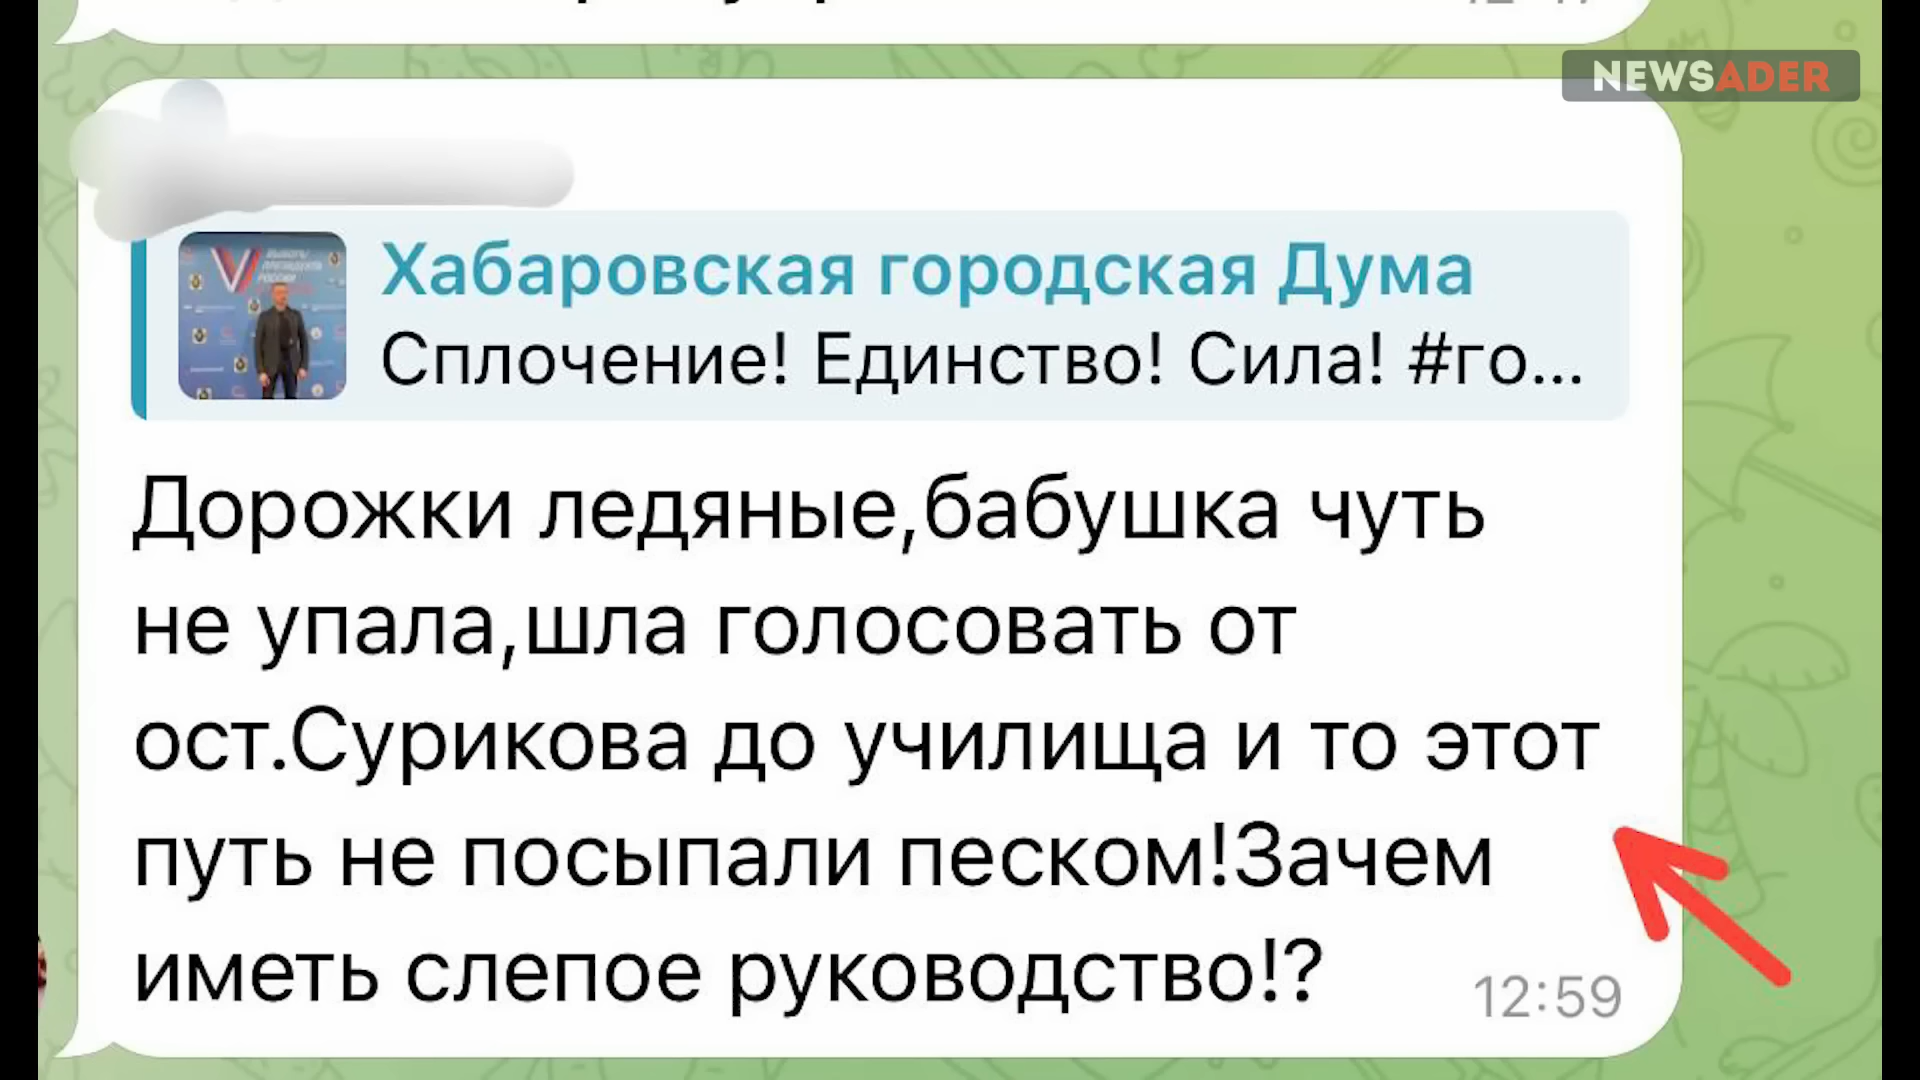 NEWSADER
Хабаровская городская Дума
Сплочение! Единство! Сила! #го...
Дорожки ледяные,бабушка чуть
не упала,шла голосовать от
ост.Сурикова до училища и то этот
путь не посыпали песком!Зачем
иметь слепое руководство!?
12:59